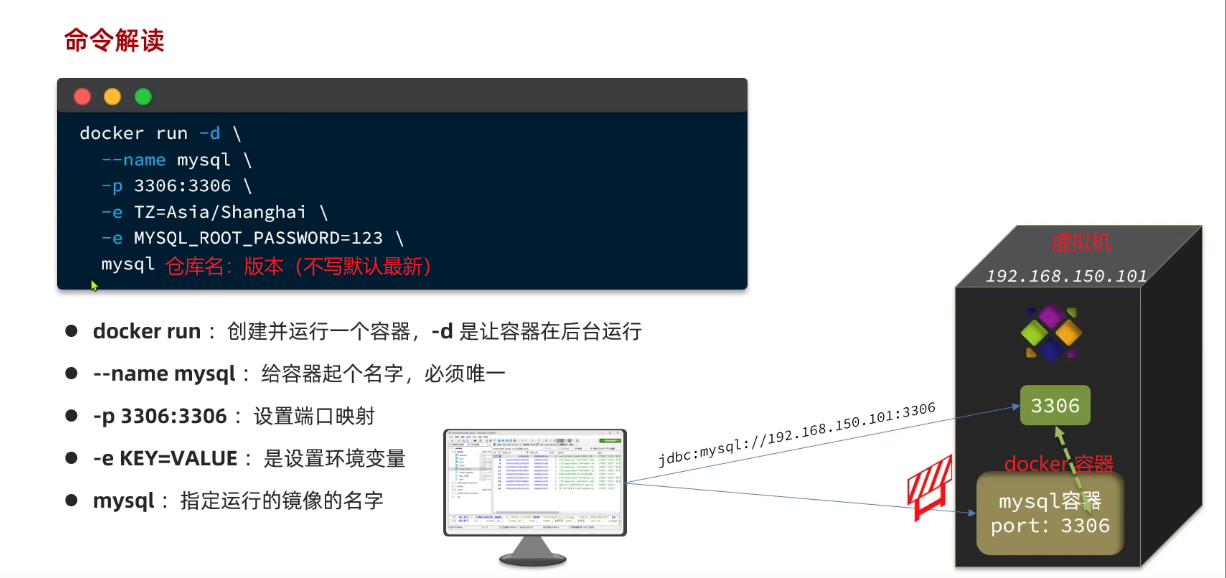 命令解读
docker run -d \
--name mysql \
-p 3306:3306 \
-e TZ=Asia/Shanghai \
-e MYSQL_ROOT_PASSWORD=123 \
mysql 仓库名：版本（不写默认最新）
docker run ：创建并运行一个容器，-d 是让容器在后台运行
--name mysql ：给容器起个名字，必须唯一
-p 3306:3306 ：设置端口映射
-e KEY=VALUE ：是设置环境变量
mysql ：指定运行的镜像的名字
jdbc:mysql://192.168.150.101:3306
虚拟机
192.168.150.101
3306
docker 容器
mysql容器
port: 3306